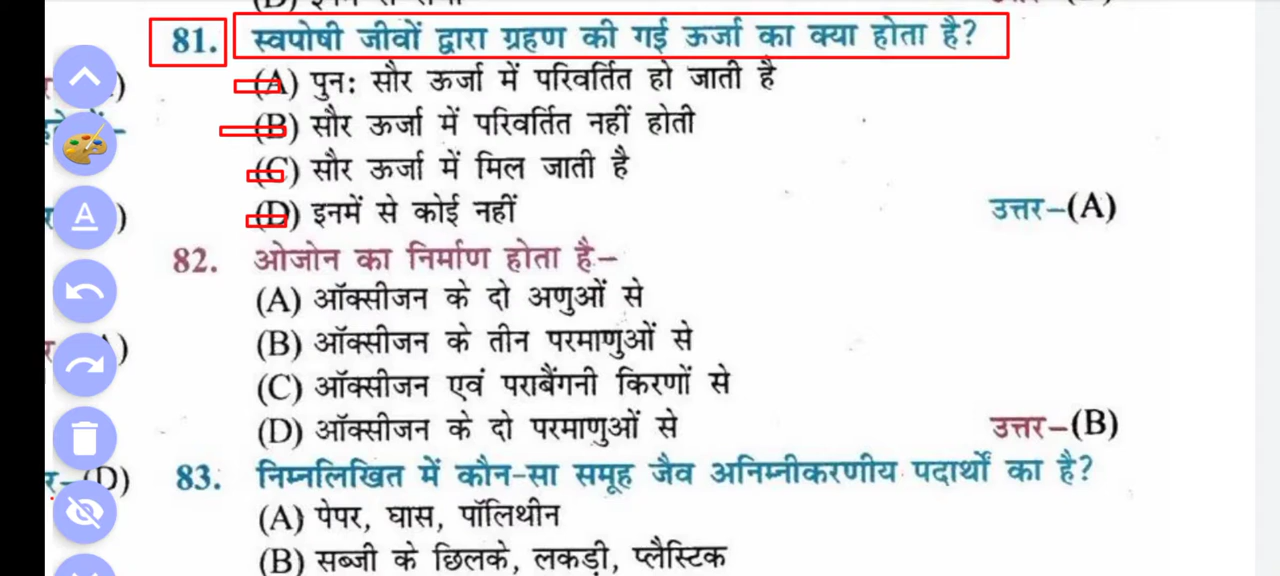 81. स्वपोषी जीवों द्वारा ग्रहण की गई ऊर्जा का क्या होता है?
(A) पुनः सौर ऊर्जा में परिवर्तित हो जाती है
(B) सौर ऊर्जा में परिवर्तित नहीं होती
(C) सौर ऊर्जा में मिल जाती है
(D) इनमें से कोई नहीं उत्तर–(A)
82. ओजोन का निर्माण होता है–
(A) ऑक्सीजन के दो अणुओं से
(B) ऑक्सीजन के तीन परमाणुओं से
(C) ऑक्सीजन एवं पराबैंगनी किरणों से
(D) ऑक्सीजन के दो परमाणुओं से उत्तर–(B)
83. निम्नलिखित में कौन-सा समूह जैव अनिम्नीकरणीय पदार्थों का है?
(A) पेपर, घास, पॉलिथीन
(B) सब्जी के छिलके, लकड़ी, प्लैस्टिक